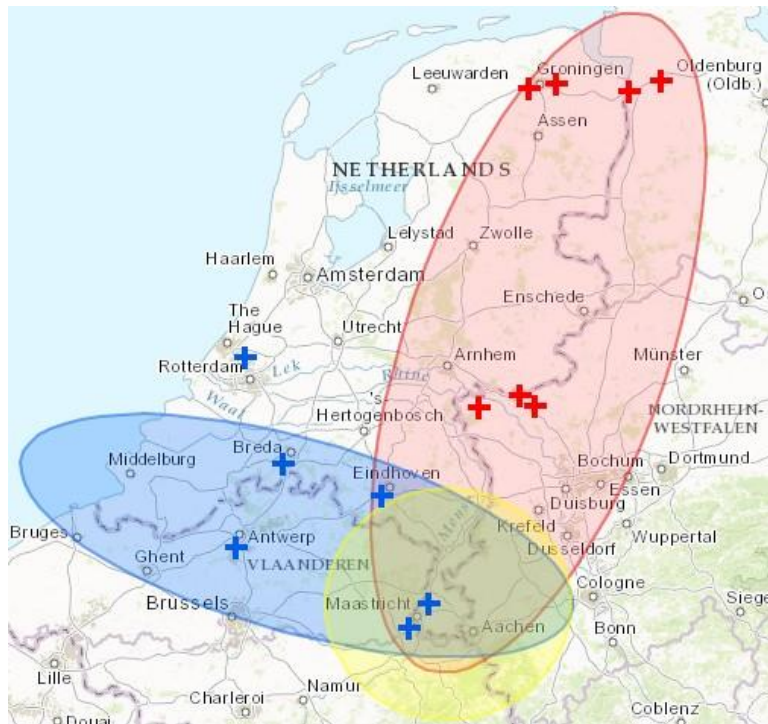 Leeuwarden
Groningen
Oldenburg
(Oldb.)
Assen
NETHERLANDS
IJsselmeer
Lelystad
Zwolle
Haarlem
Amsterdam
Enschede
The
Hague
Utrecht
Rotterdam
Lek
Arnhem
Rhine
Münster
Waal
's-
Hertogenbosch
NORDRHEIN-
WESTFALEN
Breda
Middelburg
Eindhoven
Bochum
Dortmund
Essen
Duisburg
Bruges
Antwerp
Krefeld
Wuppertal
Dusseldorf
Ghent
VLAANDEREN
Cologne
Brussels
Maastricht
Aachen
Siege
Bonn
Lille
Namur
Charleroi
Coblenz
Douai